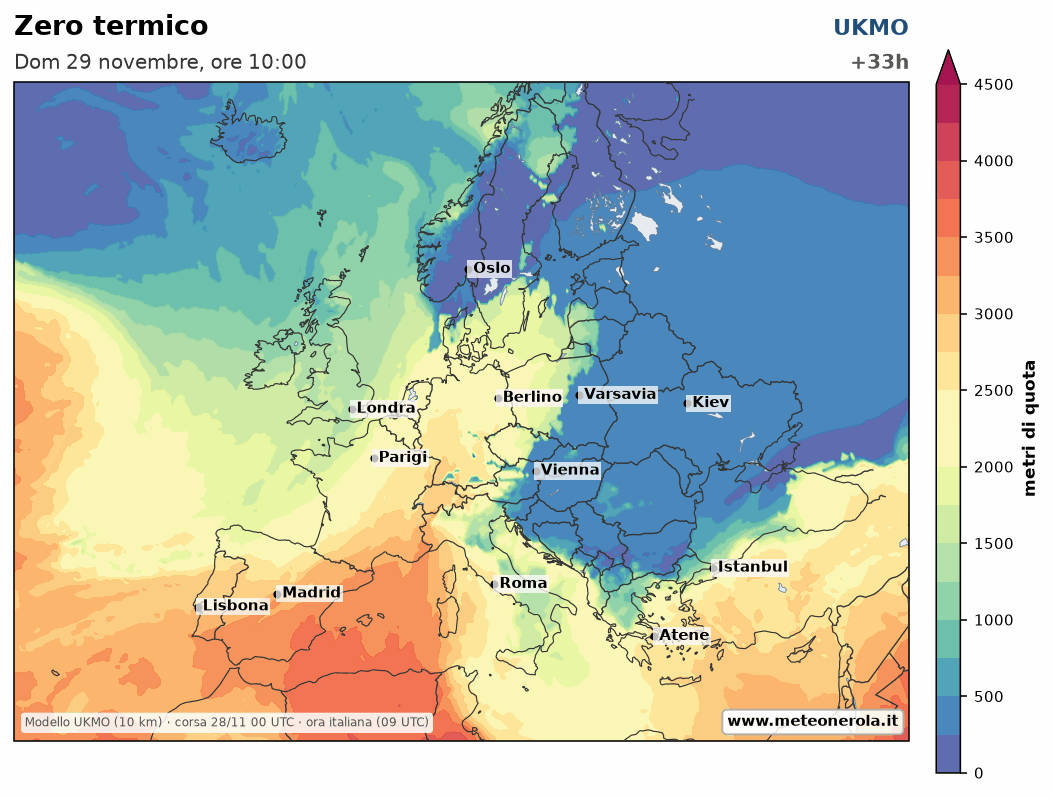 Zero termico
UKMO
Dom 29 novembre, ore 10:00
+33h
4500
4000
3500
3000
2500
2000
1500
1000
500
0
metri di quota
Oslo
Berlino
Varsavia
Kiev
Londra
Parigi
Vienna
Istanbul
Roma
Madrid
Lisbona
Atene
Modello UKMO (10 km) · corsa 28/11 00 UTC · ora italiana (09 UTC)
www.meteonerola.it